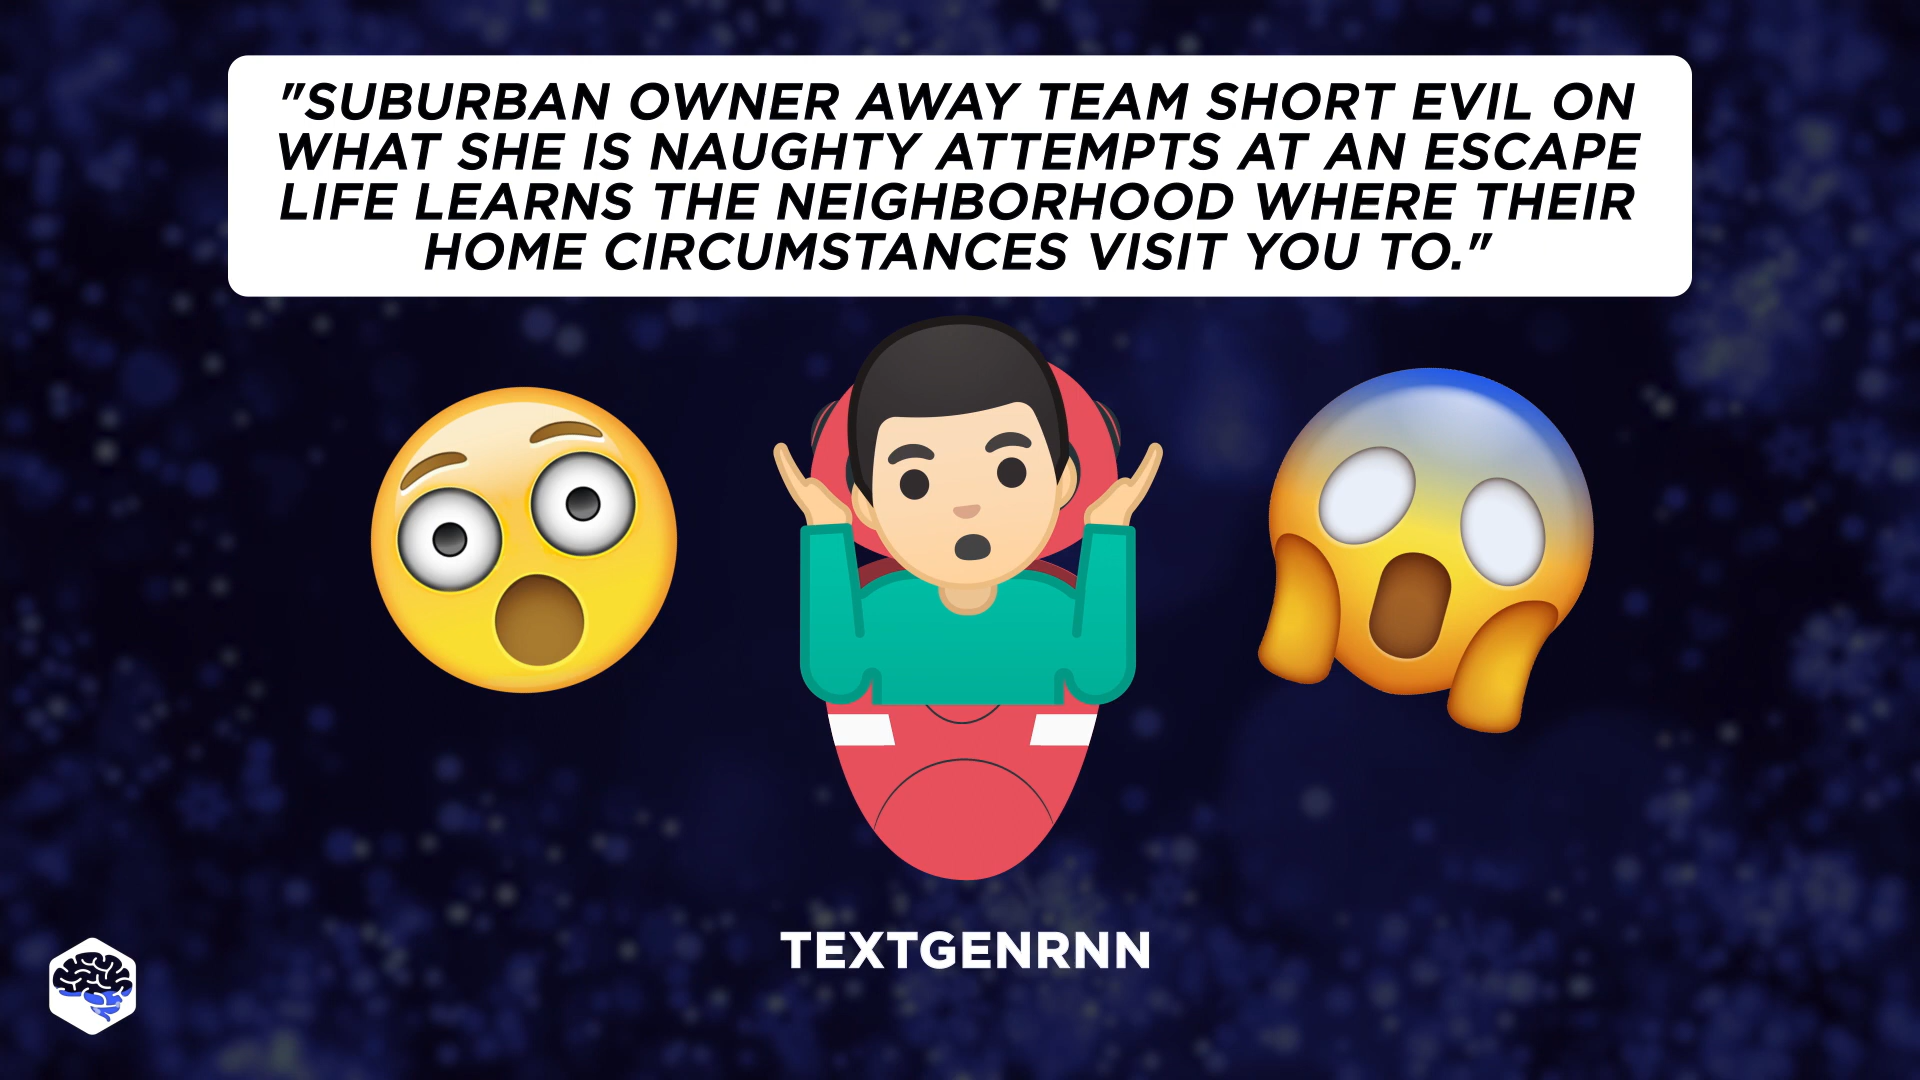 "SUBURBAN OWNER AWAY TEAM SHORT EVIL ON
WHAT SHE IS NAUGHTY ATTEMPTS AT AN ESCAPE
LIFE LEARNS THE NEIGHBORHOOD WHERE THEIR
HOME CIRCUMSTANCES VISIT YOU TO."
TEXTGENRNN